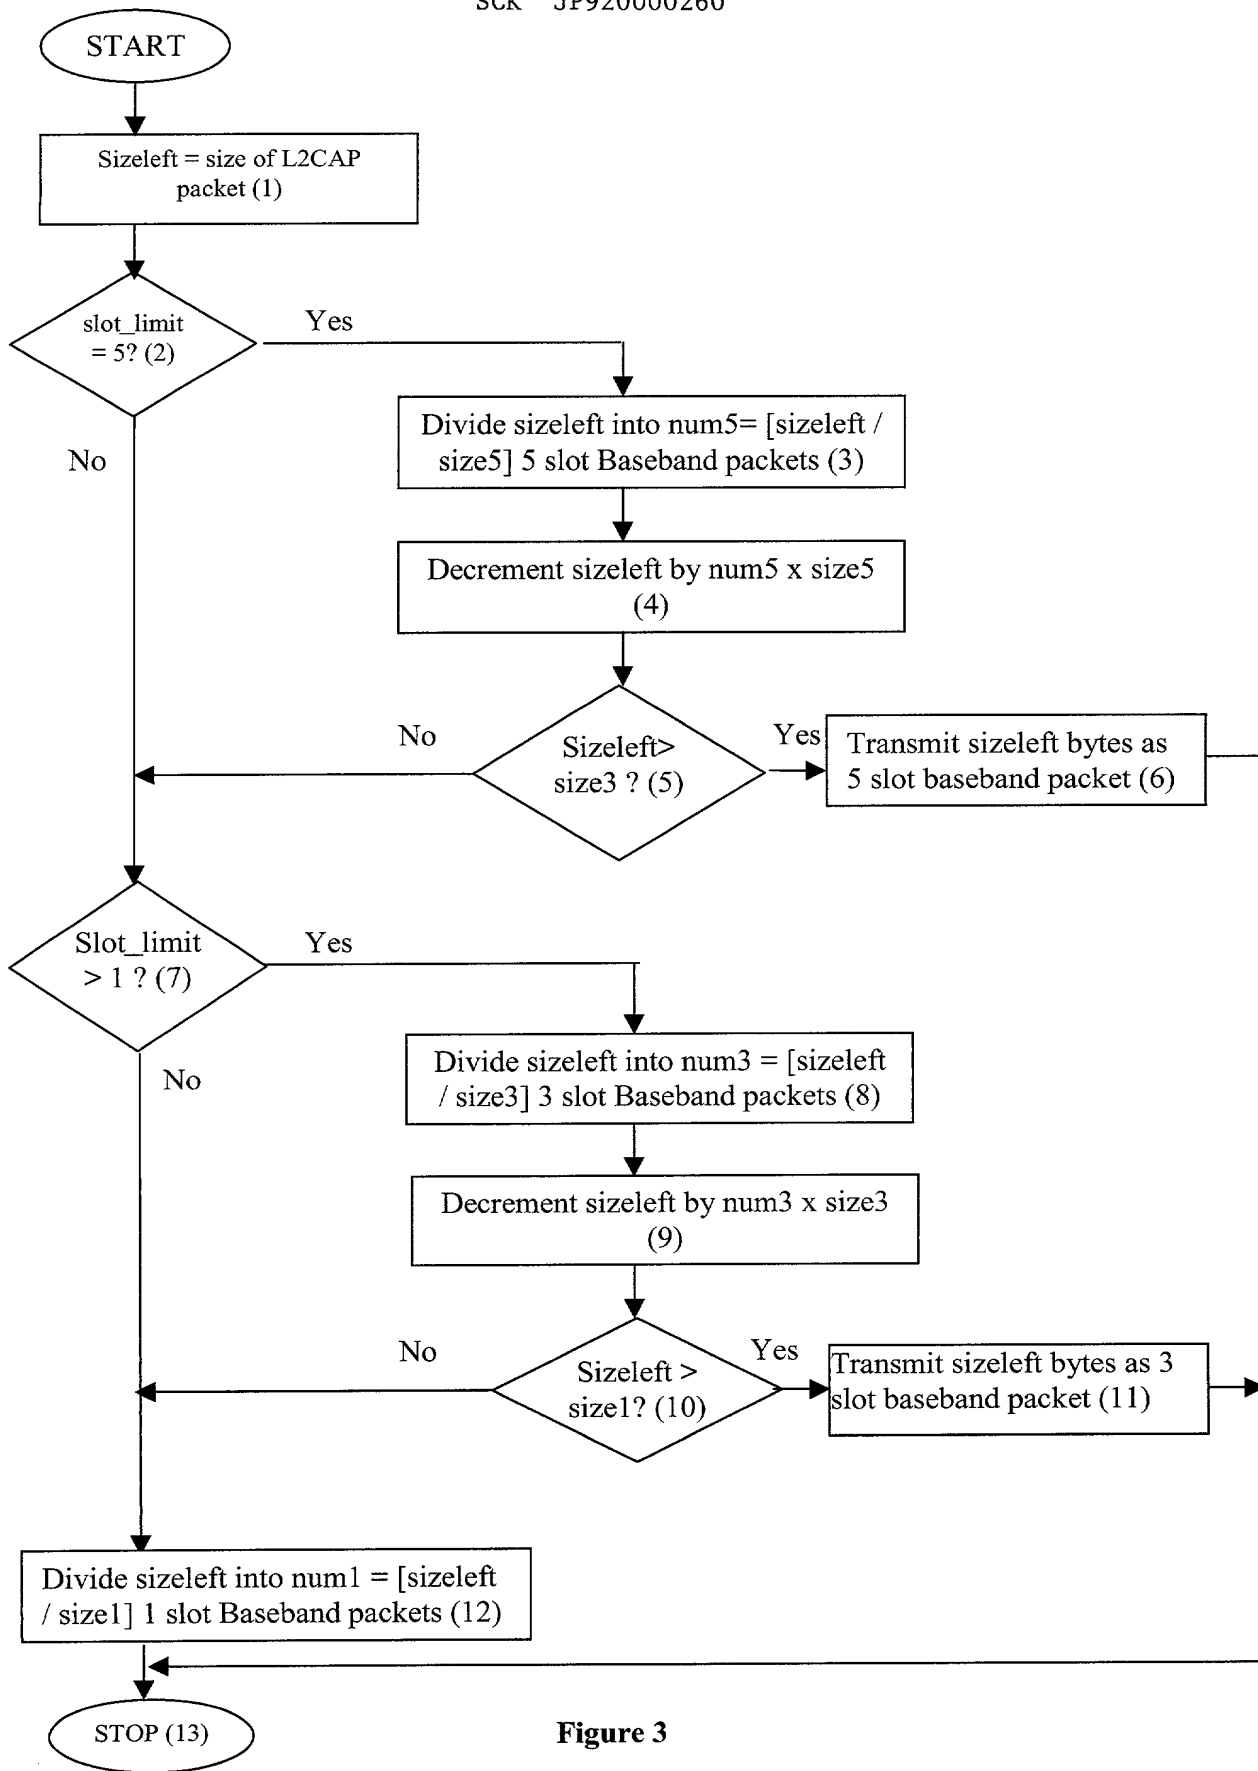 SCK JP920000260
START
Sizeleft = size of L2CAP
packet (1)
slot_limit
= 5? (2)
Yes
No
Divide sizeleft into num5= [sizeleft /
size5] 5 slot Baseband packets (3)
Decrement sizeleft by num5 x size5
(4)
Sizeleft>
size3 ? (5)
No
Yes
Transmit sizeleft bytes as
5 slot baseband packet (6)
Slot_limit
> 1 ? (7)
Yes
No
Divide sizeleft into num3 = [sizeleft
/ size3] 3 slot Baseband packets (8)
Decrement sizeleft by num3 x size3
(9)
Sizeleft >
size1? (10)
No
Yes
Transmit sizeleft bytes as 3
slot baseband packet (11)
Divide sizeleft into num1 = [sizeleft
/ size1] 1 slot Baseband packets (12)
STOP (13)
Figure 3